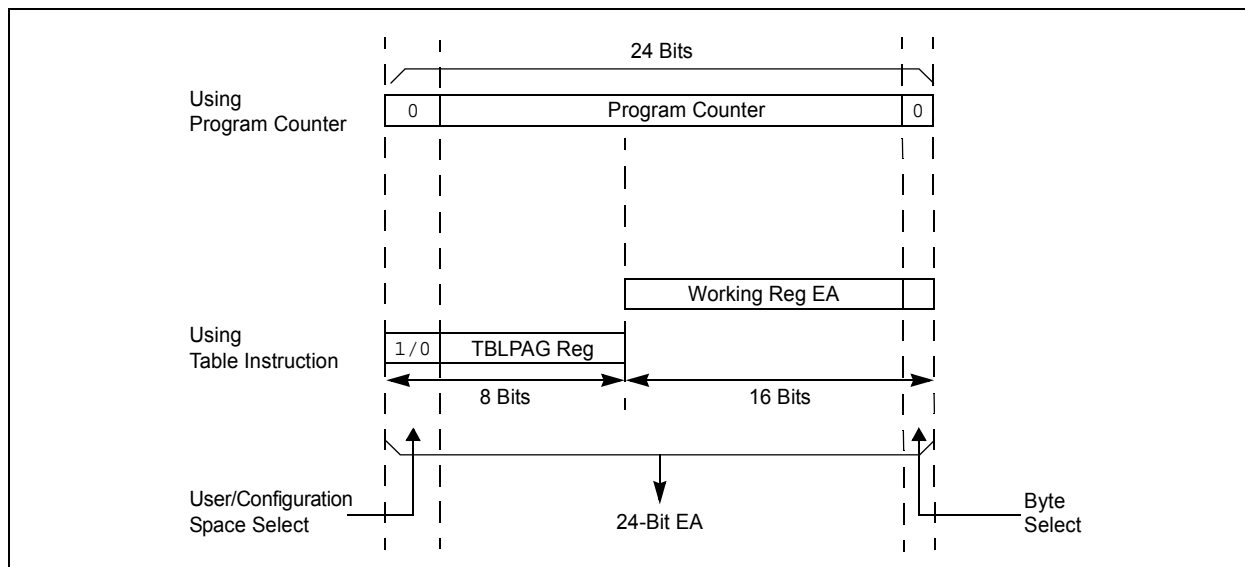 24 Bits
Using
Program Counter
0
Program Counter
0
Working Reg EA
Using
Table Instruction
1/0
TBLPAG Reg
8 Bits
16 Bits
User/Configuration
Space Select
24-Bit EA
Byte
Select